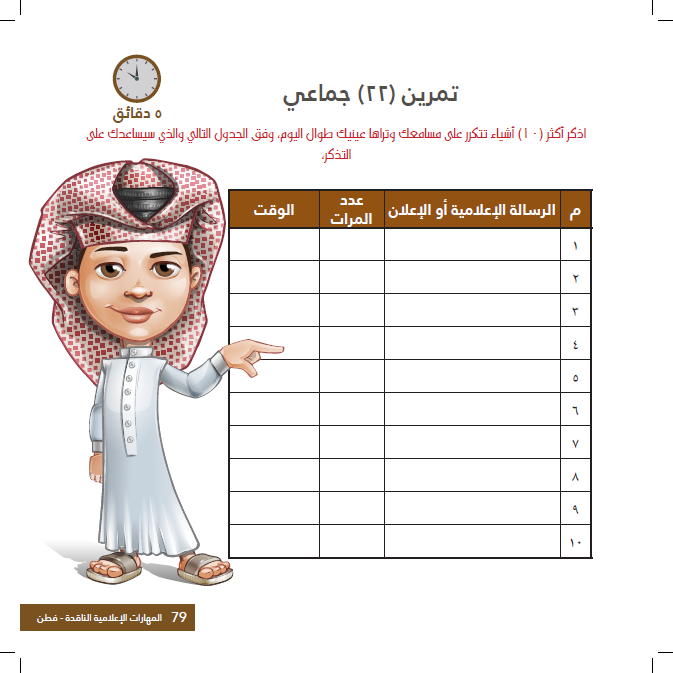 تمرين (٢٢) جماعي
٥ دقائق
اذكر أكثر (١٠) أشياء تتكرر على مسامعك وتراها عينيك طوال اليوم، وفق الجدول التالي والذي سيساعدك على
التذكر،
م الرسالة الإعلامية أو الإعلان عدد المرات الوقت
١
٢
٣
٤
٥
٦
٧
٨
٩
١٠
79 المهارات الإعلامية الناقدة - فطن